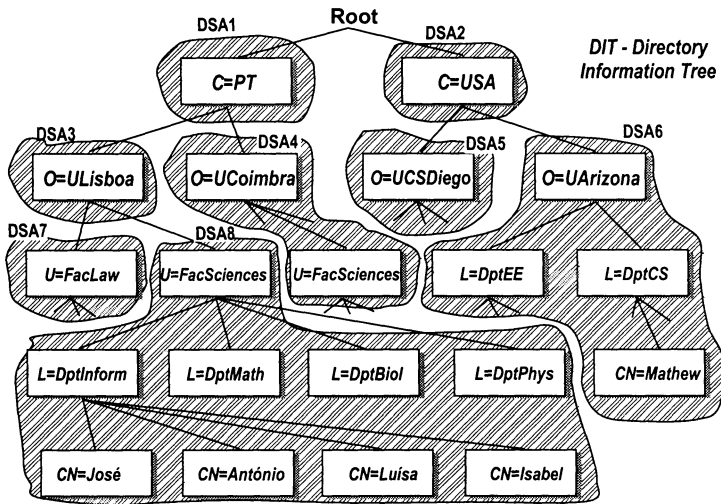 Root
DSA1
DSA2
DIT - Directory
Information Tree
C=PT
C=USA
DSA3
DSA4
DSA5
DSA6
O=ULisboa
O=UCoimbra
O=UCSDiego
O=UArizona
DSA7
DSA8
U=FacLaw
U=FacSciences
U=FacSciences
L=DptEE
L=DptCS
L=DptInform
L=DptMath
L=DptBiol
L=DptPhys
CN=Mathew
CN=José
CN=António
CN=Luísa
CN=Isabel